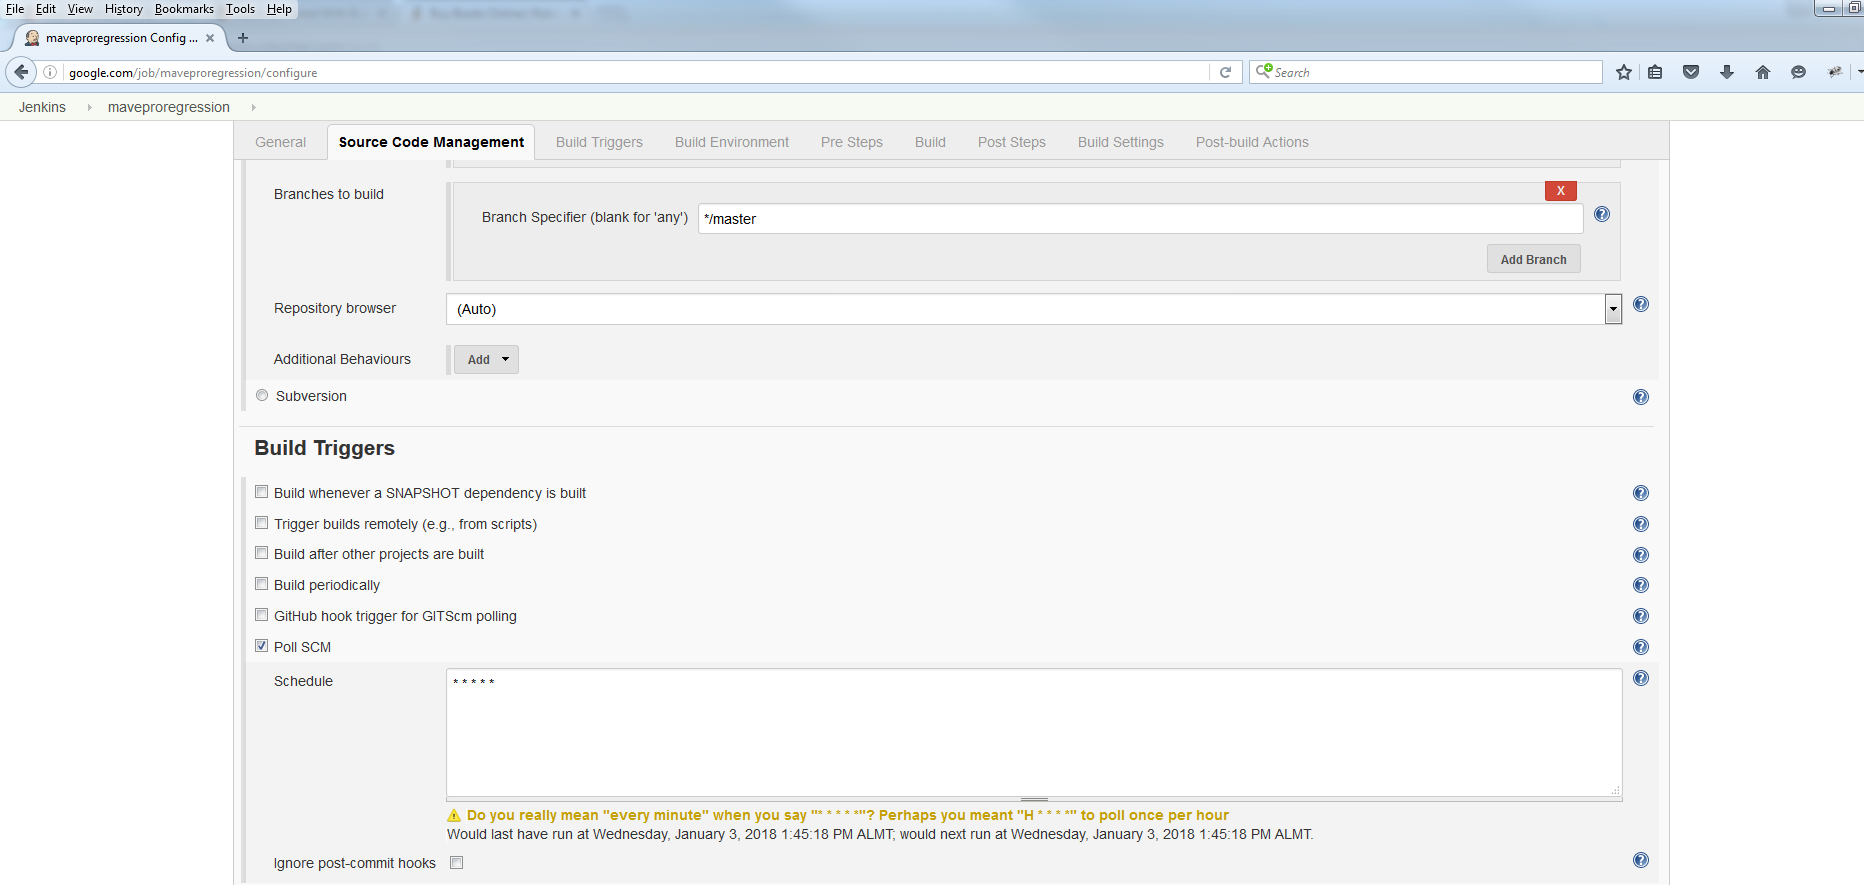 File Edit View History Bookmarks Tools Help
maveproregression Config ...
google.com/job/maveproregression/configure
Search
Jenkins maveproregression
General Source Code Management Build Triggers Build Environment Pre Steps Build Post Steps Build Settings Post-build Actions
Branches to build
X
Branch Specifier (blank for 'any') */master
Add Branch
Repository browser (Auto)
Additional Behaviours Add
Subversion
Build Triggers
Build whenever a SNAPSHOT dependency is built
Trigger builds remotely (e.g., from scripts)
Build after other projects are built
Build periodically
GitHub hook trigger for GITScm polling
Poll SCM
Schedule * * * * *
Do you really mean "every minute" when you say "* * * * *"? Perhaps you meant "H * * * *" to poll once per hour
Would last have run at Wednesday, January 3, 2018 1:45:18 PM ALMT; would next run at Wednesday, January 3, 2018 1:45:18 PM ALMT.
Ignore post-commit hooks